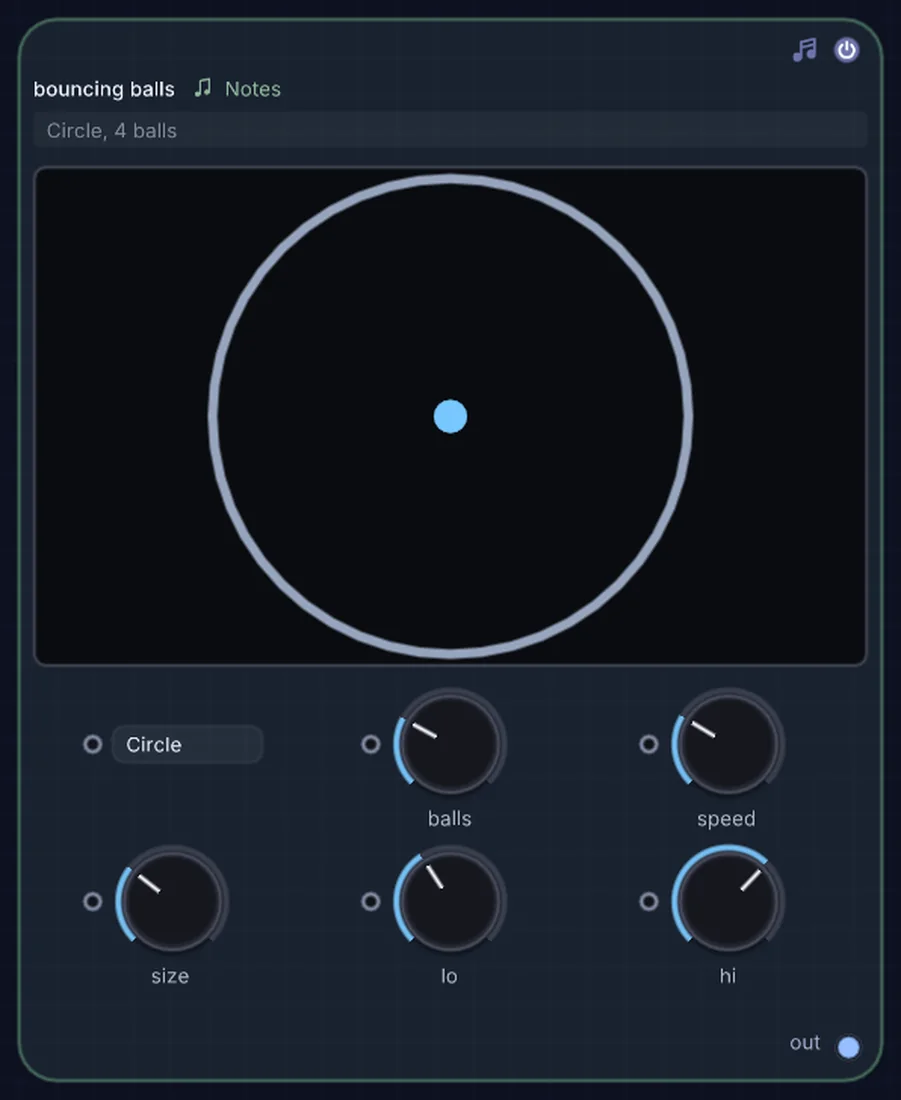 bouncing balls Notes
Circle, 4 balls
Circle
balls
speed
size
lo
hi
out